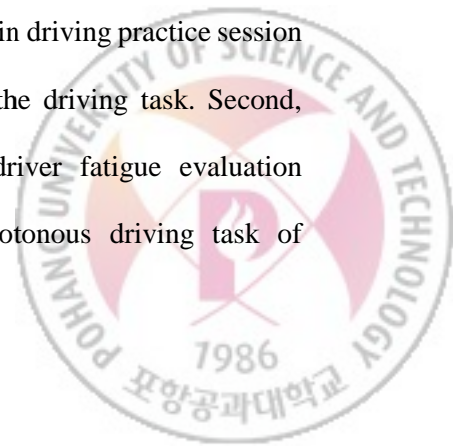 in driving practice session
the driving task. Second,
driver fatigue evaluation
otonous driving task of
POHANG UNIVERSITY OF SCIENCE AND TECHNOLOGY
1986
포항공과대학교